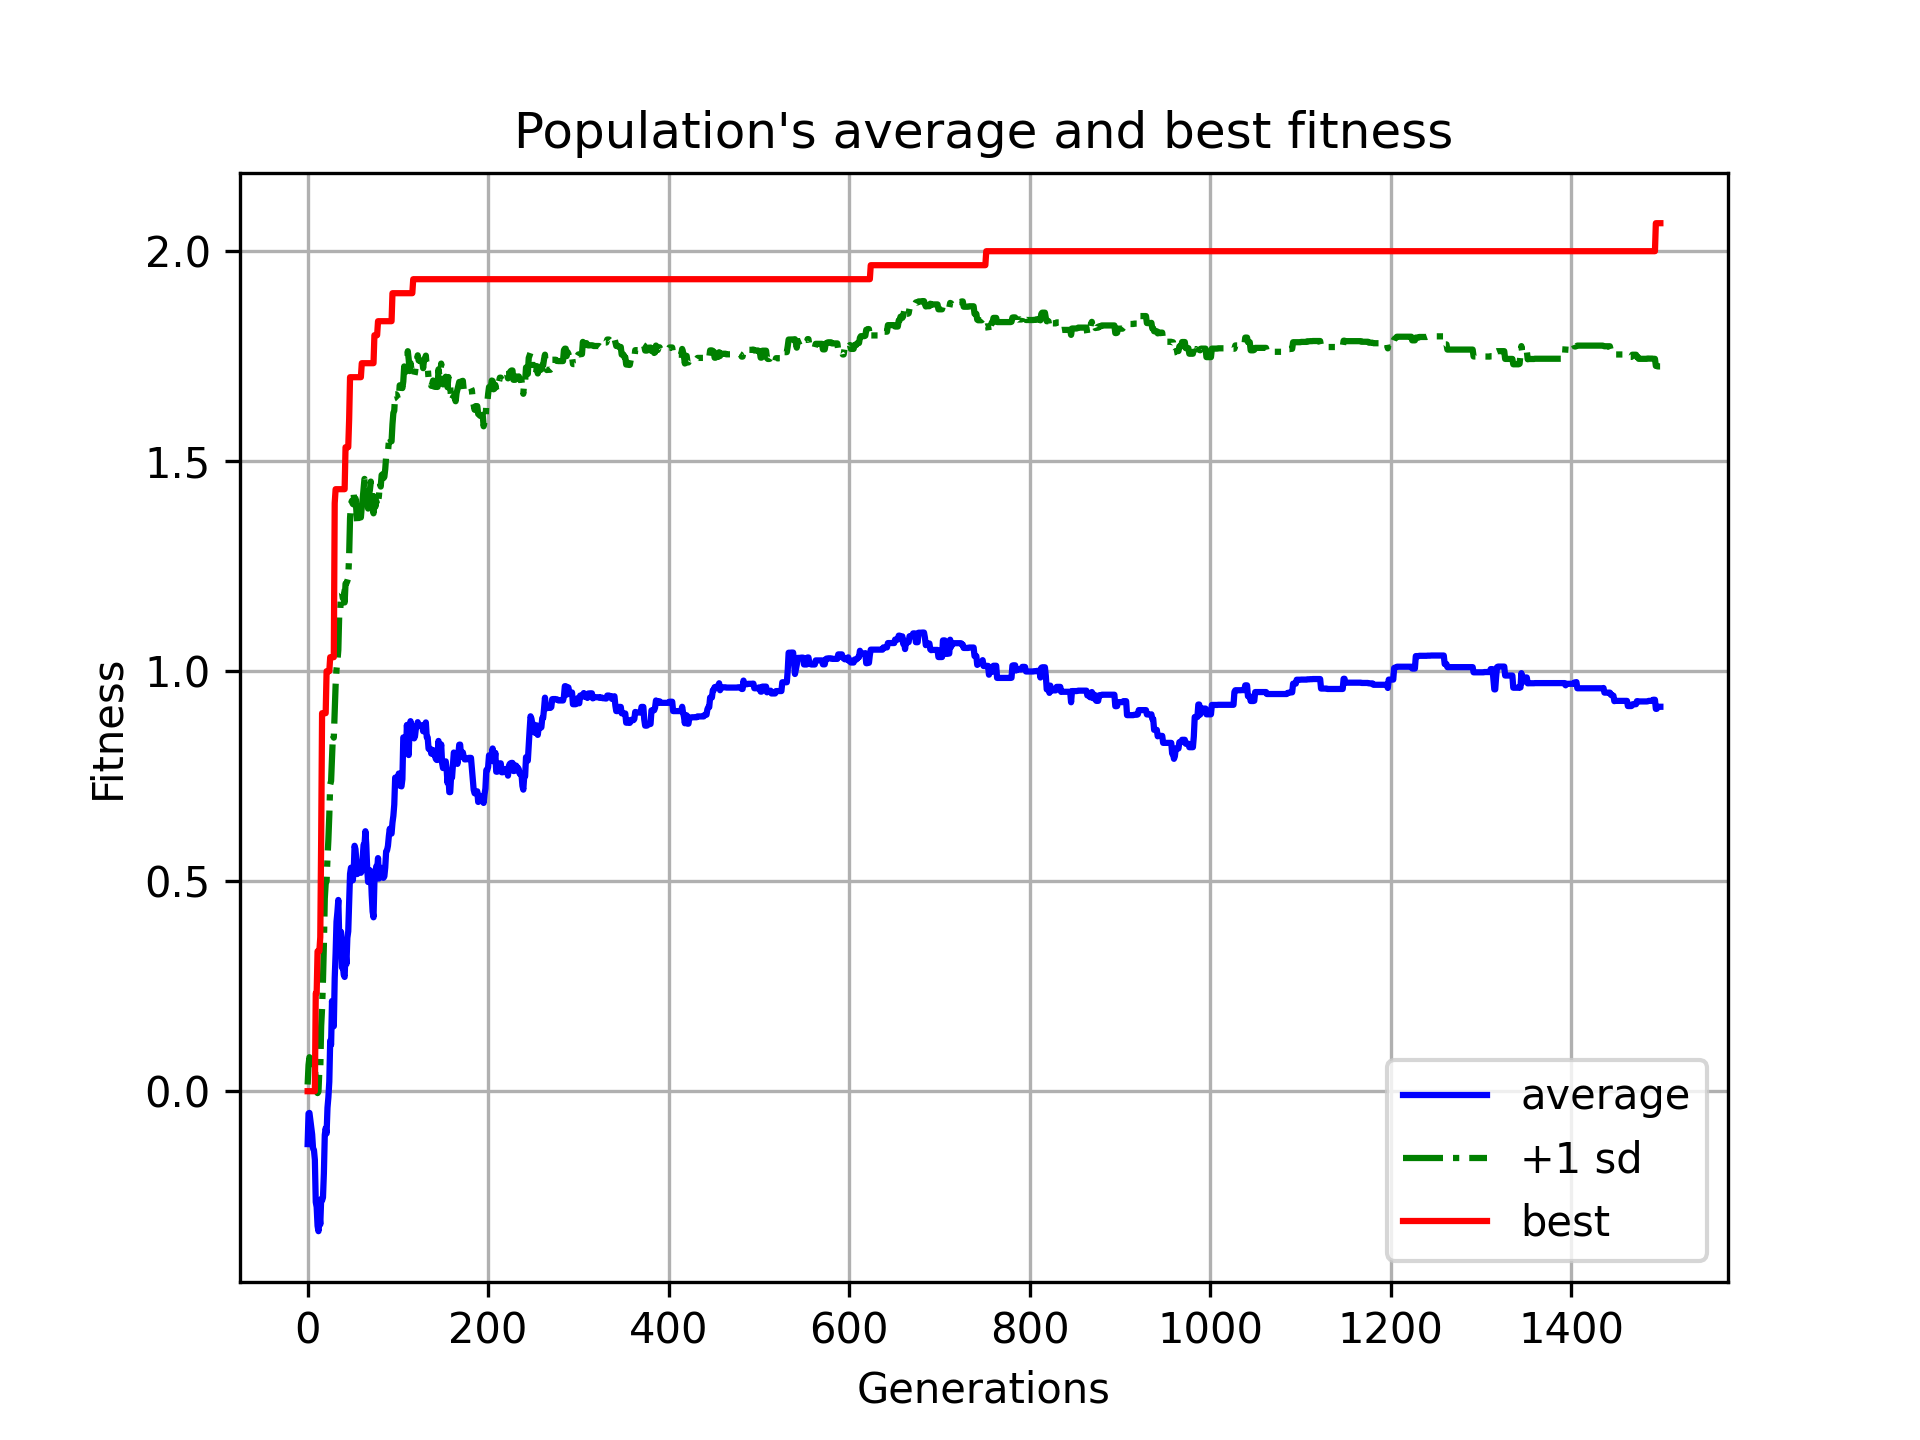 Population's average and best fitness
Fitness
2.0
1.5
1.0
0.5
0.0
average
+1 sd
best
0 200 400 600 800 1000 1200 1400
Generations